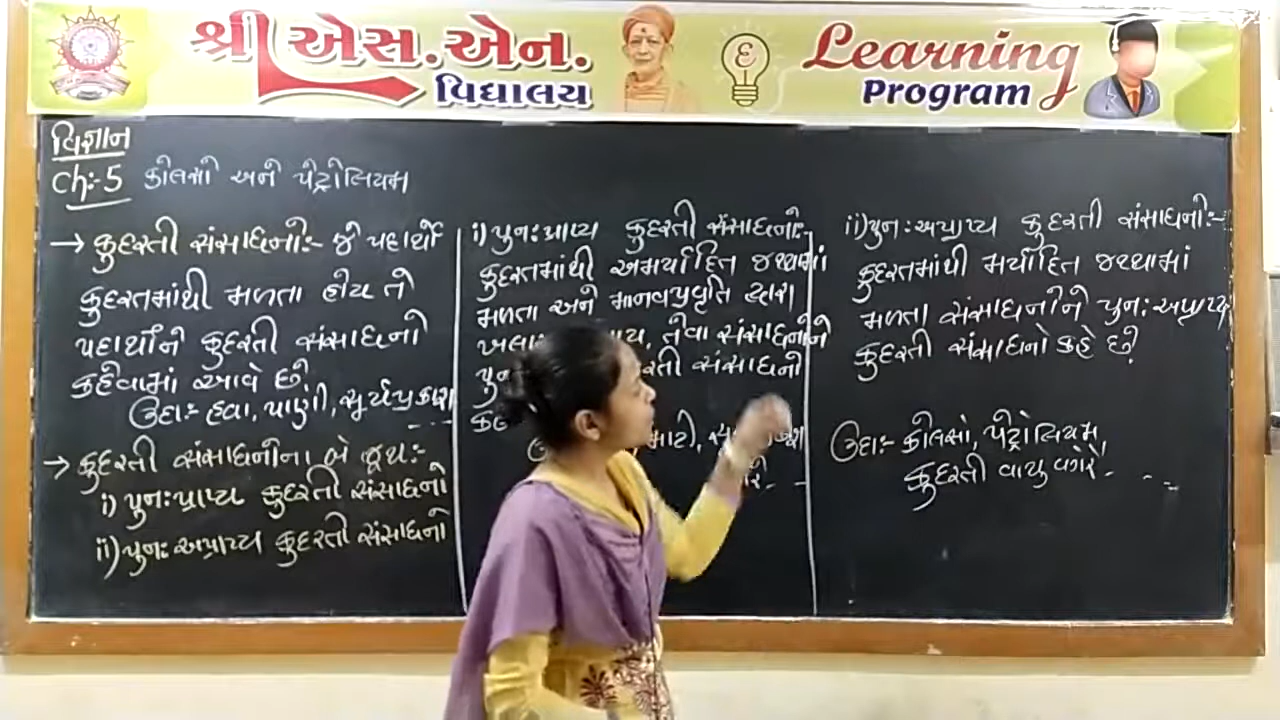 શ્રી એસ.એન.
વિદ્યાલય
Learning
Program
વિજ્ઞાન
Ch:-5 કોલસો અને પેટ્રોલિયમ
→ કુદરતી સંસાધનો:- જે પદાર્થો
કુદરતમાંથી મળતા હોય તે
પદાર્થોને કુદરતી સંસાધનો
કહેવામાં આવે છે.
ઉદા:- હવા, પાણી, સૂર્યપ્રકાશ ---
→ કુદરતી સંસાધનોના બે જૂથ:-
i) પુનઃપ્રાપ્ય કુદરતી સંસાધનો
ii) પુનઃઅપ્રાપ્ય કુદરતી સંસાધનો
i) પુનઃપ્રાપ્ય કુદરતી સંસાધનો:-
કુદરતમાંથી અમર્યાદિત જથ્થામાં
મળતા અને માનવપ્રવૃતિ દ્વારા
તેવા સંસાધનોને
સંસાધનો
ii) પુનઃઅપ્રાપ્ય કુદરતી સંસાધનો:-
કુદરતમાંથી મર્યાદિત જથ્થામાં
મળતા સંસાધનોને પુનઃઅપ્રાપ્ય
કુદરતી સંસાધનો કહે છે.
ઉદા:- કોલસો, પેટ્રોલિયમ,
કુદરતી વાયુ વગેરે- ---